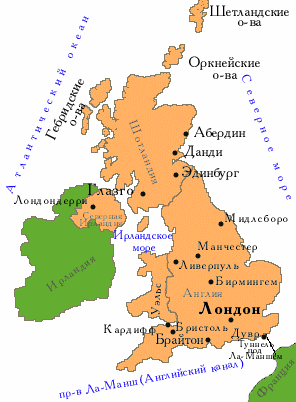 Шетландские
о-ва
Атлантический океан
Оркнейские
о-ва
Гебридские
о-ва
Северное море
Абердин
Шотландия
Данди
Эдинбург
Глазго
Лондондерри
Северная
Ирландия
Мидлсборо
Ирландское
море
Манчестер
Ливерпуль
Ирландия
Бирмингем
Англия
Уэльс
Лондон
Кардифф
Бристоль
Дувр
Брайтон
Туннель
под
Ла-Маншем
пр-в Ла-Манш (Английский канал)
Франция